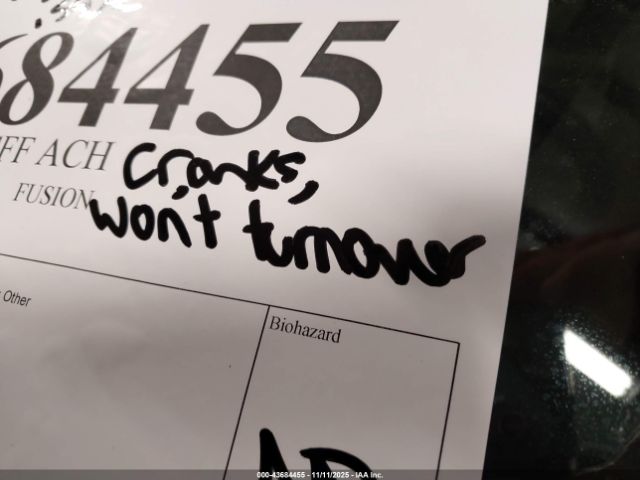 684455
FF ACH cranks,
FUSION won't turnover
Other
Biohazard
000-43684455 - 11/11/2025 - IAA Inc.